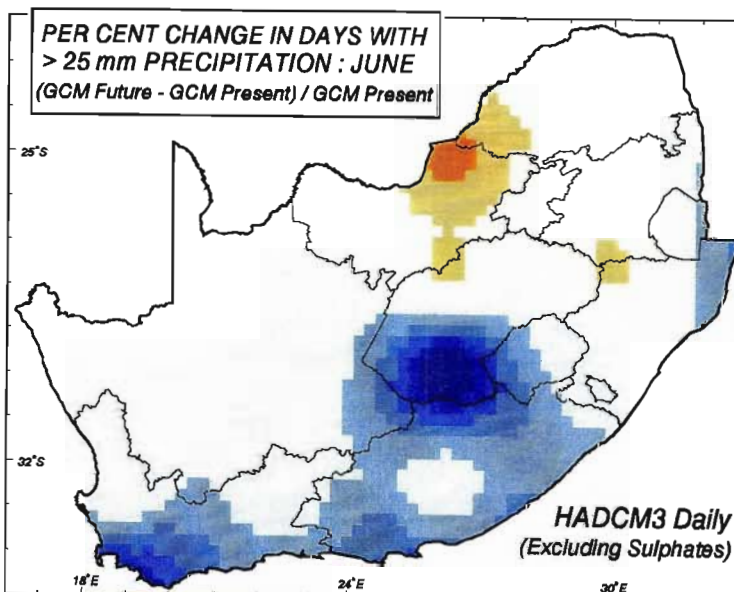 PER CENT CHANGE IN DAYS WITH
> 25 mm PRECIPITATION : JUNE
(GCM Future - GCM Present) / GCM Present
25°S
32°S
HADCM3 Daily
(Excluding Sulphates)
18°E
24°E
30°E